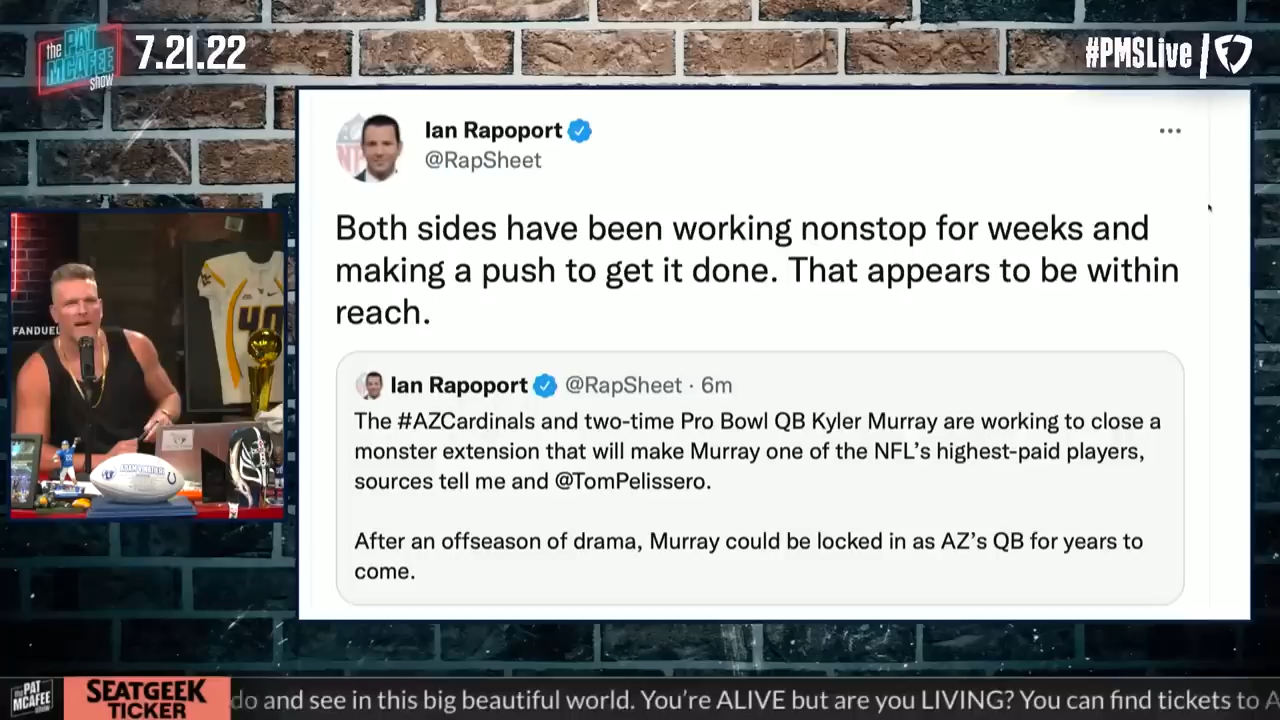 the PAT McAFEE show
7.21.22
#PMSLive
Ian Rapoport
@RapSheet
Both sides have been working nonstop for weeks and
making a push to get it done. That appears to be within
reach.
Ian Rapoport @RapSheet · 6m
The #AZCardinals and two-time Pro Bowl QB Kyler Murray are working to close a
monster extension that will make Murray one of the NFL’s highest-paid players,
sources tell me and @TomPelissero.
After an offseason of drama, Murray could be locked in as AZ’s QB for years to
come.
FANDUEL
40
the PAT McAFEE show
SEATGEEK
TICKER
do and see in this big beautiful world. You’re ALIVE but are you LIVING? You can find tickets to A